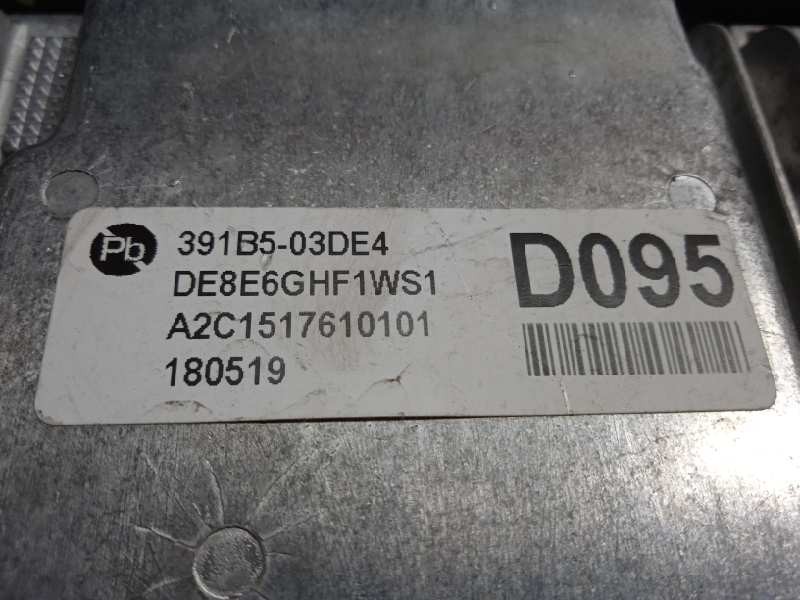 Pb
391B5-03DE4
DE8E6GHF1WS1
A2C1517610101
180519
D095